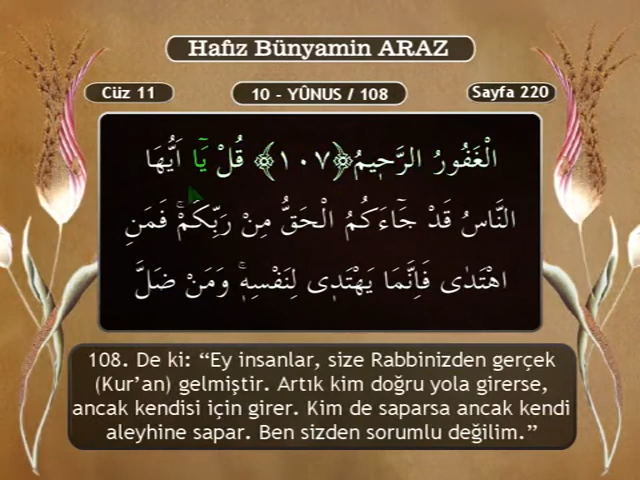 Hafız Bünyamin ARAZ
Cüz 11
10 - YÛNUS / 108
Sayfa 220
الْغَفُورُ الرَّح۪يمُ ﴿١٠٧﴾ قُلْ يَٓا اَيُّهَا
النَّاسُ قَدْ جَٓاءَكُمُ الْحَقُّ مِنْ رَبِّكُمْۚ فَمَنِ
اهْتَدٰى فَاِنَّمَا يَهْتَد۪ي لِنَفْسِه۪ۚ وَمَنْ ضَلَّ
108. De ki: “Ey insanlar, size Rabbinizden gerçek
(Kur’an) gelmiştir. Artık kim doğru yola girerse,
ancak kendisi için girer. Kim de saparsa ancak kendi
aleyhine sapar. Ben sizden sorumlu değilim.”